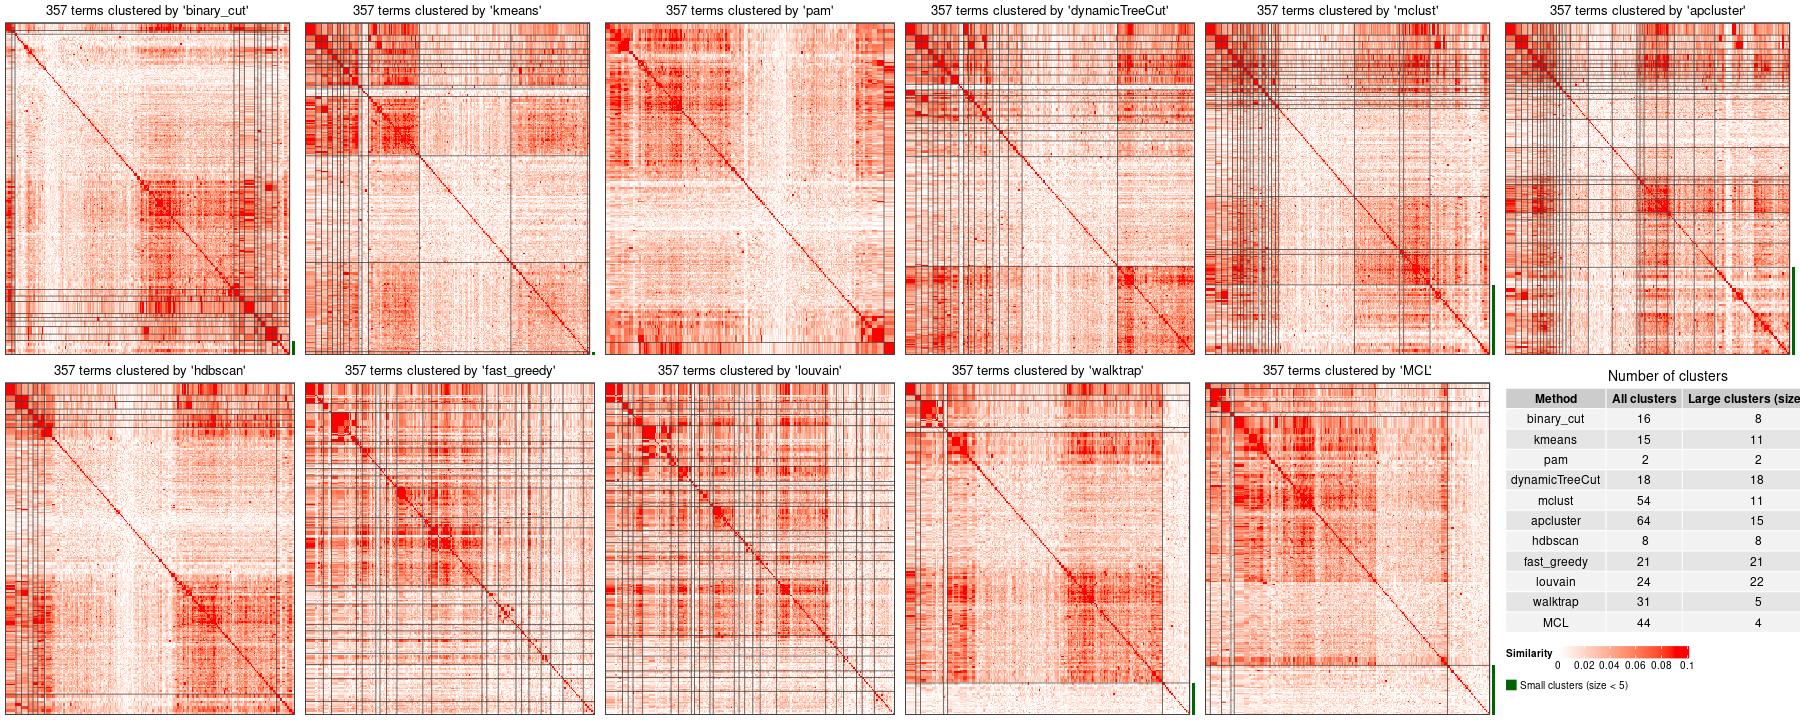 357 terms clustered by 'binary_cut'
357 terms clustered by 'kmeans'
357 terms clustered by 'pam'
357 terms clustered by 'dynamicTreeCut'
357 terms clustered by 'mclust'
357 terms clustered by 'apcluster'
357 terms clustered by 'hdbscan'
357 terms clustered by 'fast_greedy'
357 terms clustered by 'louvain'
357 terms clustered by 'walktrap'
357 terms clustered by 'MCL'
Number of clusters
Method All clusters Large clusters (size
binary_cut 16 8
kmeans 15 11
pam 2 2
dynamicTreeCut 18 18
mclust 54 11
apcluster 64 15
hdbscan 8 8
fast_greedy 21 21
louvain 24 22
walktrap 31 5
MCL 44 4
Similarity
0 0.02 0.04 0.06 0.08 0.1
Small clusters (size < 5)